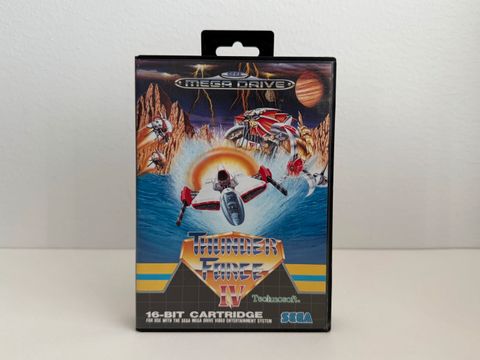 SEGA
MEGA DRIVE
THUNDER
FORCE
IV
Technosoft
16-BIT CARTRIDGE
FOR USE WITH THE SEGA MEGA DRIVE VIDEO ENTERTAINMENT SYSTEM
SEGA